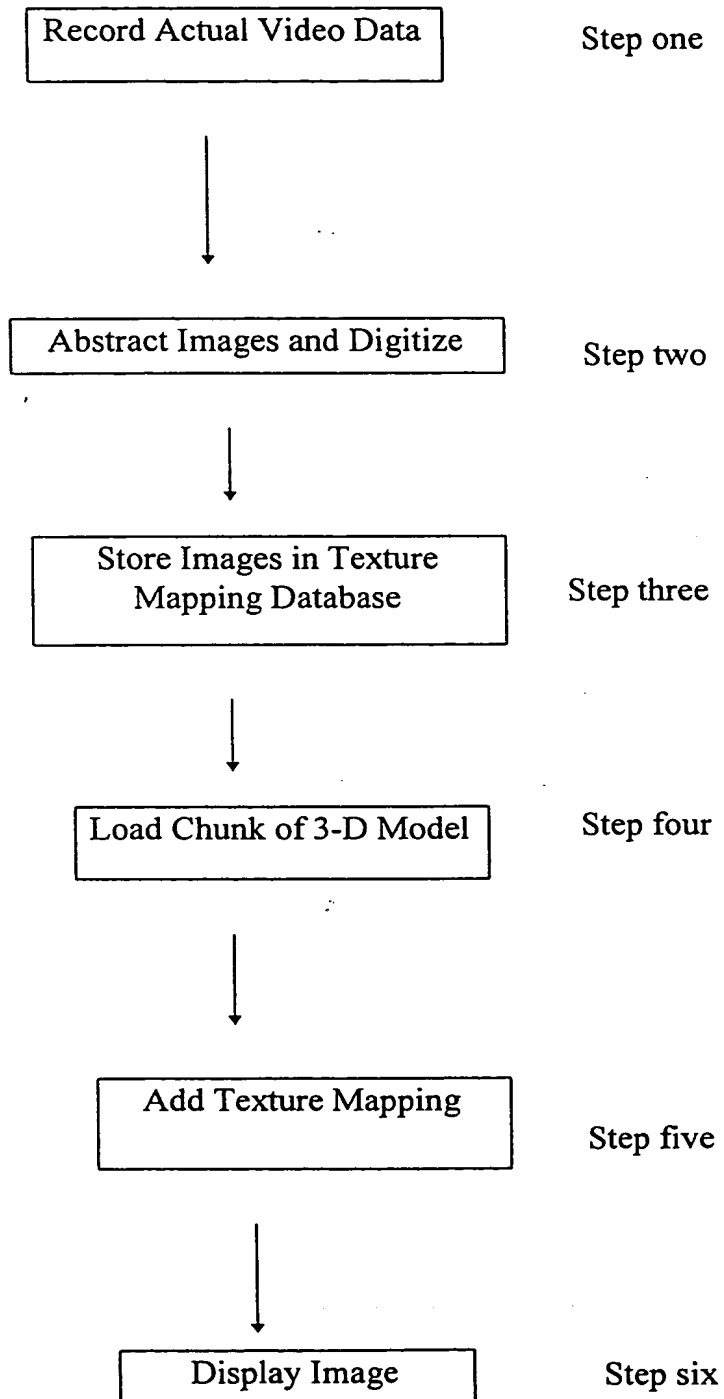 Record Actual Video Data
Step one
Abstract Images and Digitize
Step two
Store Images in Texture
Mapping Database
Step three
Load Chunk of 3-D Model
Step four
Add Texture Mapping
Step five
Display Image
Step six